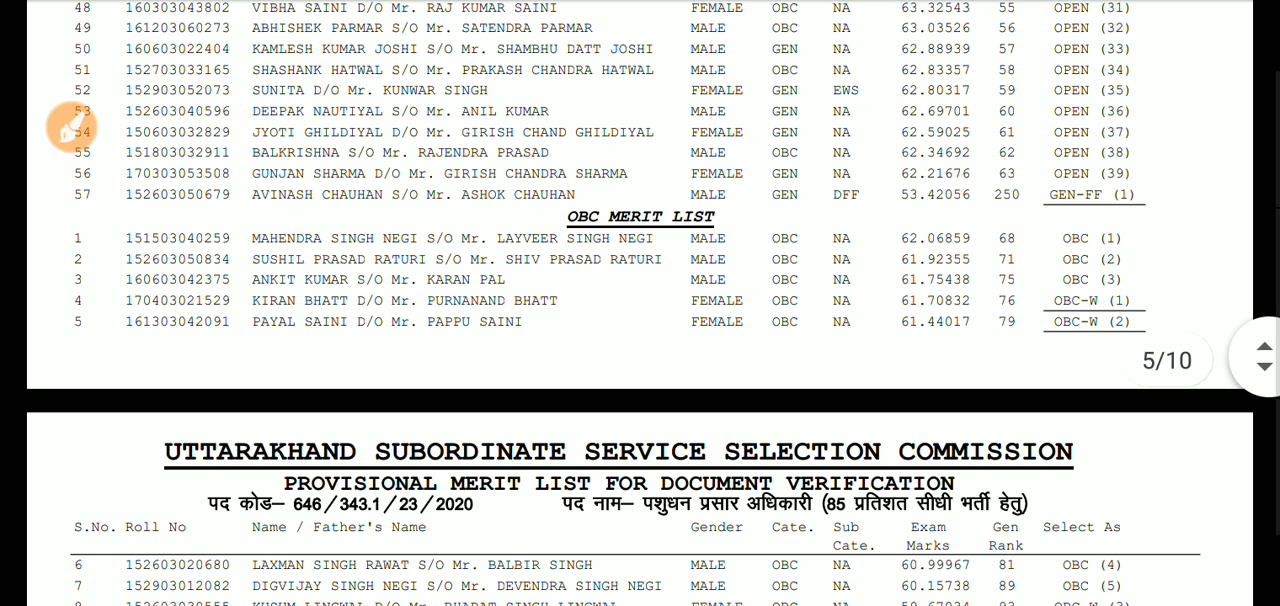 48 160303043802 VIBHA SAINI D/O Mr. RAJ KUMAR SAINI FEMALE OBC NA 63.32543 55 OPEN (31)
49 161203060273 ABHISHEK PARMAR S/O Mr. SATENDRA PARMAR MALE OBC NA 63.03526 56 OPEN (32)
50 160603022404 KAMLESH KUMAR JOSHI S/O Mr. SHAMBHU DATT JOSHI MALE GEN NA 62.88939 57 OPEN (33)
51 152703033165 SHASHANK HATWAL S/O Mr. PRAKASH CHANDRA HATWAL MALE OBC NA 62.83357 58 OPEN (34)
52 152903052073 SUNITA D/O Mr. KUNWAR SINGH FEMALE GEN EWS 62.80317 59 OPEN (35)
53 152603040596 DEEPAK NAUTIYAL S/O Mr. ANIL KUMAR MALE GEN NA 62.69701 60 OPEN (36)
54 150603032829 JYOTI GHILDIYAL D/O Mr. GIRISH CHAND GHILDIYAL FEMALE GEN NA 62.59025 61 OPEN (37)
55 151803032911 BALKRISHNA S/O Mr. RAJENDRA PRASAD MALE OBC NA 62.34692 62 OPEN (38)
56 170303053508 GUNJAN SHARMA D/O Mr. GIRISH CHANDRA SHARMA FEMALE GEN NA 62.21676 63 OPEN (39)
57 152603050679 AVINASH CHAUHAN S/O Mr. ASHOK CHAUHAN MALE GEN DFF 53.42056 250 GEN-FF (1)
OBC MERIT LIST
1 151503040259 MAHENDRA SINGH NEGI S/O Mr. LAYVEER SINGH NEGI MALE OBC NA 62.06859 68 OBC (1)
2 152603050834 SUSHIL PRASAD RATURI S/O Mr. SHIV PRASAD RATURI MALE OBC NA 61.92355 71 OBC (2)
3 160603042375 ANKIT KUMAR S/O Mr. KARAN PAL MALE OBC NA 61.75438 75 OBC (3)
4 170403021529 KIRAN BHATT D/O Mr. PURNANAND BHATT FEMALE OBC NA 61.70832 76 OBC-W (1)
5 161303042091 PAYAL SAINI D/O Mr. PAPPU SAINI FEMALE OBC NA 61.44017 79 OBC-W (2)
5/10
UTTARAKHAND SUBORDINATE SERVICE SELECTION COMMISSION
PROVISIONAL MERIT LIST FOR DOCUMENT VERIFICATION
पद कोड– 646/343.1/23/2020 पद नाम– पशुधन प्रसार अधिकारी (85 प्रतिशत सीधी भर्ती हेतु)
S.No. Roll No Name / Father's Name Gender Cate. Sub Exam Gen Select As
Cate. Marks Rank
6 152603020680 LAXMAN SINGH RAWAT S/O Mr. BALBIR SINGH MALE OBC NA 60.99967 81 OBC (4)
7 152903012082 DIGVIJAY SINGH NEGI S/O Mr. DEVENDRA SINGH NEGI MALE OBC NA 60.15738 89 OBC (5)